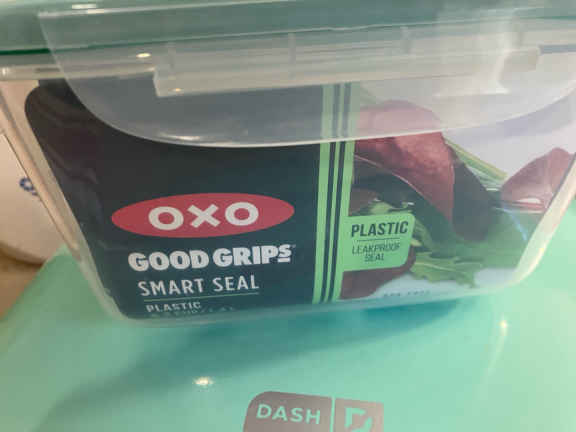 OXO
GOOD GRIPS
SMART SEAL
PLASTIC
PLASTIC
LEAKPROOF
SEAL
DASH